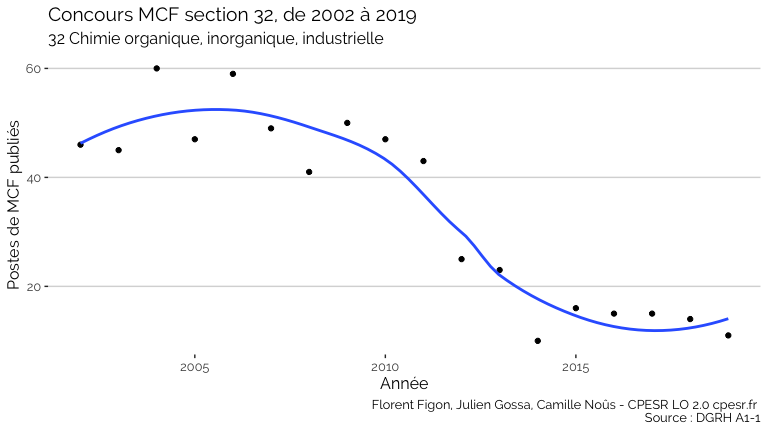 Concours MCF section 32, de 2002 à 2019
32 Chimie organique, inorganique, industrielle
Postes de MCF publiés
60
40
20
2005
2010
2015
Année
Florent Figon, Julien Gossa, Camille Noûs - CPESR LO 2.0 cpesr.fr
Source : DGRH A1-1